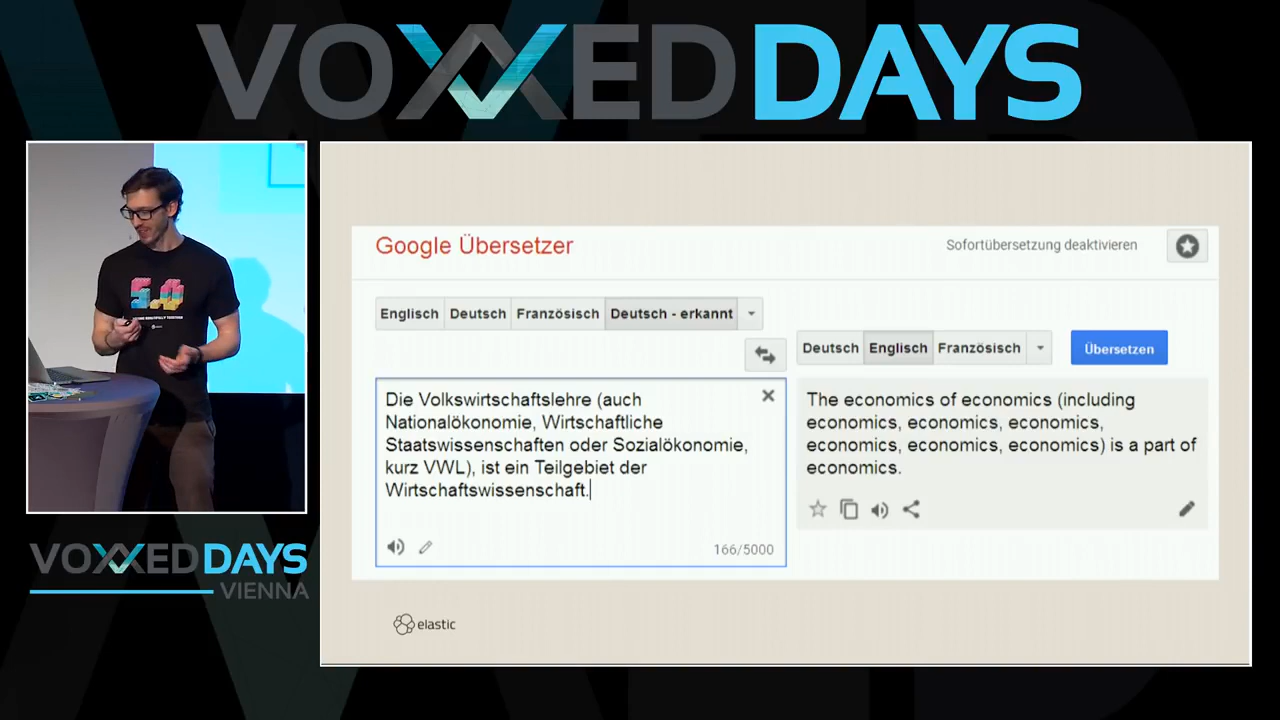 VOXXED DAYS
5.0
Google Übersetzer
Sofortübersetzung deaktivieren
Englisch Deutsch Französisch Deutsch - erkannt
Deutsch Englisch Französisch Übersetzen
Die Volkswirtschaftslehre (auch
Nationalökonomie, Wirtschaftliche
Staatswissenschaften oder Sozialökonomie,
kurz VWL), ist ein Teilgebiet der
Wirtschaftswissenschaft.
166/5000
The economics of economics (including
economics, economics, economics,
economics, economics, economics) is a part of
economics.
elastic
VOXXED DAYS
VIENNA